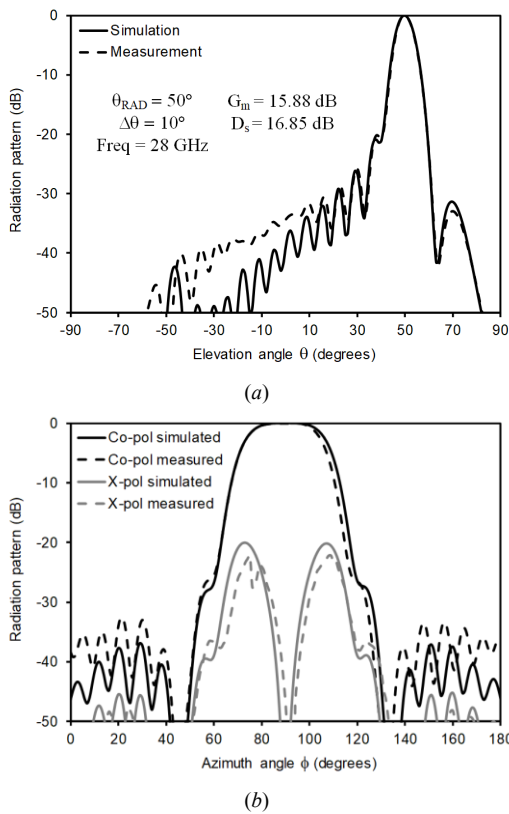 0
-10
-20
-30
-40
-50
Radiation pattern (dB)
Simulation
Measurement
θRAD = 50° Gm = 15.88 dB
Δθ = 10° Ds = 16.85 dB
Freq = 28 GHz
-90 -70 -50 -30 -10 10 30 50 70 90
Elevation angle θ (degrees)
(a)
0
-10
-20
-30
-40
-50
Radiation pattern (dB)
Co-pol simulated
Co-pol measured
X-pol simulated
X-pol measured
0 20 40 60 80 100 120 140 160 180
Azimuth angle ϕ (degrees)
(b)